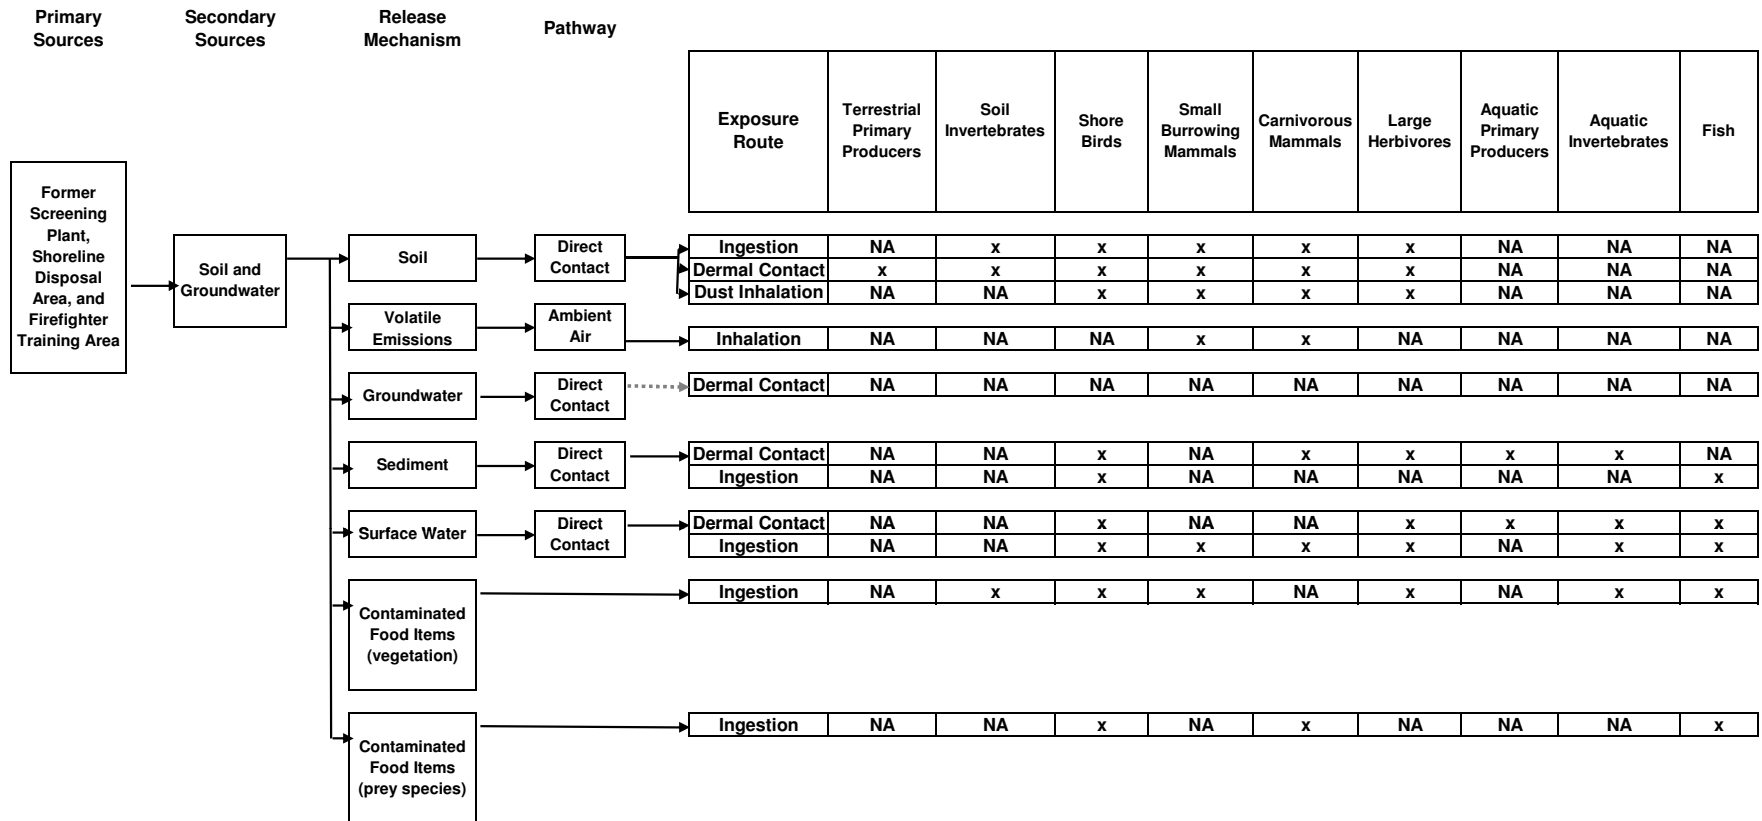 Primary Sources
Secondary Sources
Release Mechanism
Pathway
Exposure Route
Terrestrial Primary Producers
Soil Invertebrates
Shore Birds
Small Burrowing Mammals
Carnivorous Mammals
Large Herbivores
Aquatic Primary Producers
Aquatic Invertebrates
Fish
Former
Screening
Plant,
Shoreline
Disposal
Area, and
Firefighter
Training Area
Soil and
Groundwater
Soil
Direct
Contact
Ingestion NA x x x x x NA NA NA
Dermal Contact x x x x x x NA NA NA
Dust Inhalation NA NA x x x x NA NA NA
Volatile
Emissions
Ambient
Air
Inhalation NA NA NA x x NA NA NA NA
Groundwater
Direct
Contact
Dermal Contact NA NA NA NA NA NA NA NA NA
Sediment
Direct
Contact
Dermal Contact NA NA x NA x x x x NA
Ingestion NA NA x NA NA NA NA NA x
Surface Water
Direct
Contact
Dermal Contact NA NA x NA NA x x x x
Ingestion NA NA x x x x NA x x
Contaminated
Food Items
(vegetation)
Ingestion NA x x x NA x NA x x
Contaminated
Food Items
(prey species)
Ingestion NA NA x NA x NA NA NA x